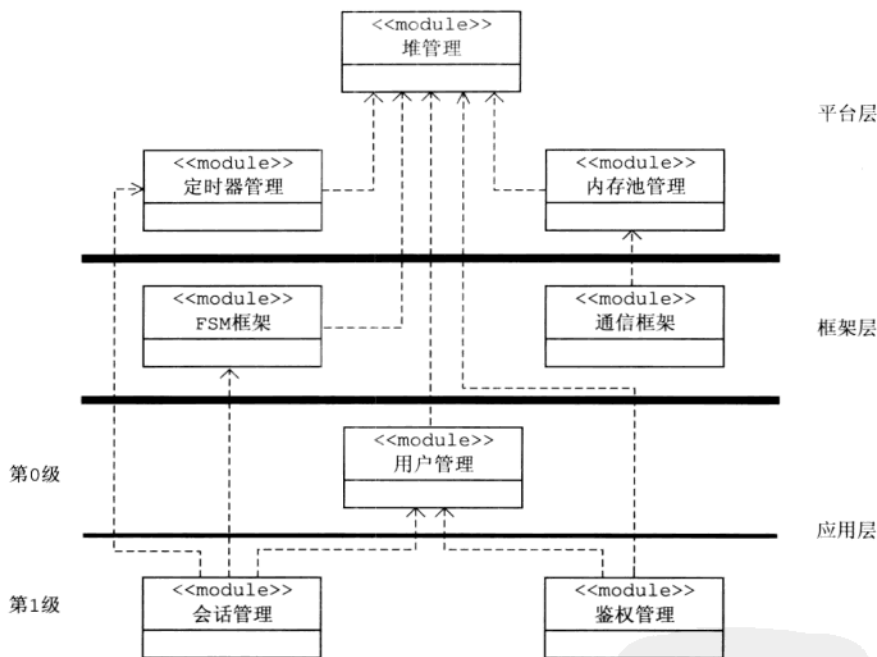 <<module>>
堆管理
平台层
<<module>>
定时器管理
<<module>>
内存池管理
<<module>>
FSM框架
<<module>>
通信框架
框架层
<<module>>
用户管理
第0级
应用层
<<module>>
会话管理
<<module>>
鉴权管理
第1级